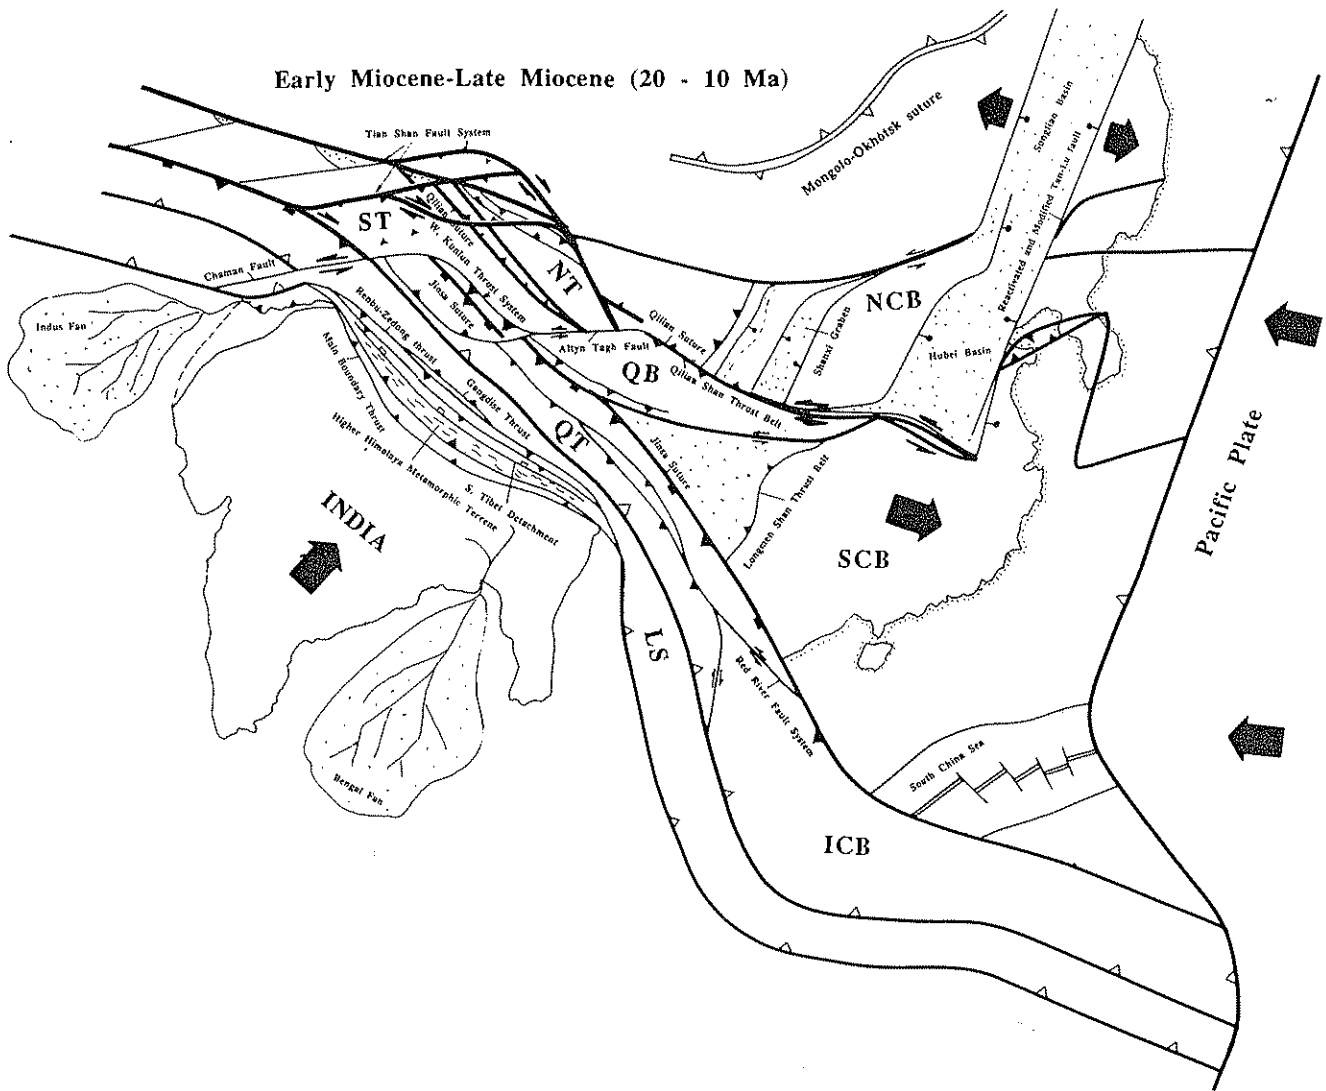 Early Miocene-Late Miocene (20 - 10 Ma)
Tian Shan Fault System
Mongolo-Okhotsk suture
Songliao Basin
Reactivated and Modified Tan-Lu fault
ST
Qilian Suture
W. Kunlun Thrust System
NT
Chaman Fault
Jinsa Suture
Renbu-Zedong thrust
NCB
Indus Fan
Qilian Suture
Shanxi Graben
Hubei Basin
Altyn Tagh Fault
QB
Qilian Shan Thrust Belt
Main Boundary Thrust
Gangdise Thrust
Higher Himalaya Metamorphic Terrene
QT
Jinsa Suture
S. Tibet Detachment
Longmen Shan Thrust Belt
INDIA
SCB
Pacific Plate
LS
Red River Fault System
South China Sea
Bengal Fan
ICB